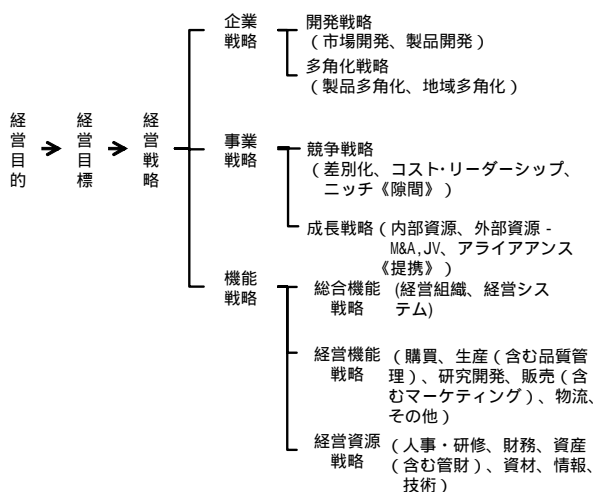 経営目的
経営目標
経営戦略
企業
戦略
開発戦略
(市場開発、製品開発)
多角化戦略
(製品多角化、地域多角化)
事業
戦略
競争戦略
(差別化、コスト・リーダーシップ、
ニッチ《隙間》)
成長戦略(内部資源、外部資源 -
M&A,JV、アライアアンス
《提携》)
機能
戦略
総合機能 (経営組織、経営シス
戦略 テム)
経営機能 (購買、生産(含む品質管
戦略 理)、研究開発、販売(含
むマーケティング)、物流、
その他)
経営資源 (人事・研修、財務、資産
戦略 (含む管財)、資材、情報、
技術)